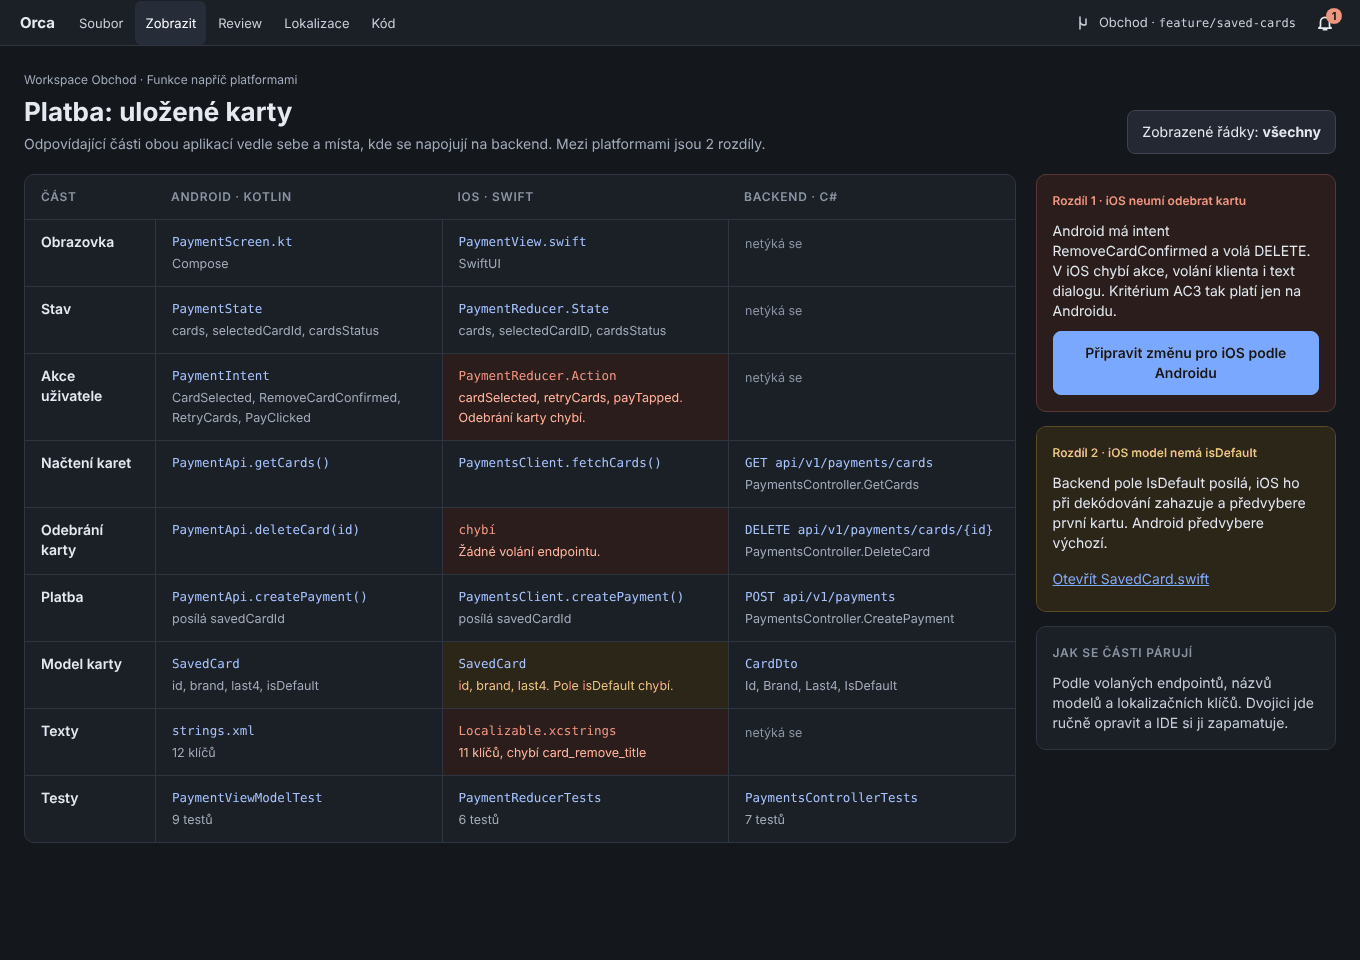 Orca Soubor Zobrazit Review Lokalizace Kód Obchod · feature/saved-cards 1
Workspace Obchod · Funkce napříč platformami
Platba: uložené karty
Odpovídající části obou aplikací vedle sebe a místa, kde se napojují na backend. Mezi platformami jsou 2 rozdíly.
Zobrazené řádky: všechny
ČÁST ANDROID · KOTLIN IOS · SWIFT BACKEND · C#
Obrazovka PaymentScreen.kt PaymentView.swift netýká se
Compose SwiftUI
Stav PaymentState PaymentReducer.State netýká se
cards, selectedCardId, cardsStatus cards, selectedCardID, cardsStatus
Akce PaymentIntent PaymentReducer.Action netýká se
uživatele CardSelected, RemoveCardConfirmed, cardSelected, retryCards, payTapped.
RetryCards, PayClicked Odebrání karty chybí.
Načtení karet PaymentApi.getCards() PaymentsClient.fetchCards() GET api/v1/payments/cards
PaymentsController.GetCards
Odebrání PaymentApi.deleteCard(id) chybí DELETE api/v1/payments/cards/{id}
karty Žádné volání endpointu. PaymentsController.DeleteCard
Platba PaymentApi.createPayment() PaymentsClient.createPayment() POST api/v1/payments
posílá savedCardId posílá savedCardId PaymentsController.CreatePayment
Model karty SavedCard SavedCard CardDto
id, brand, last4, isDefault id, brand, last4. Pole isDefault chybí. Id, Brand, Last4, IsDefault
Texty strings.xml Localizable.xcstrings netýká se
12 klíčů 11 klíčů, chybí card_remove_title
Testy PaymentViewModelTest PaymentReducerTests PaymentsControllerTests
9 testů 6 testů 7 testů
Rozdíl 1 · iOS neumí odebrat kartu
Android má intent
RemoveCardConfirmed a volá DELETE.
V iOS chybí akce, volání klienta i text
dialogu. Kritérium AC3 tak platí jen na
Androidu.
Připravit změnu pro iOS podle
Androidu
Rozdíl 2 · iOS model nemá isDefault
Backend pole IsDefault posílá, iOS ho
při dekódování zahazuje a předvybere
první kartu. Android předvybere
výchozí.
Otevřít SavedCard.swift
JAK SE ČÁSTI PÁRUJÍ
Podle volaných endpointů, názvů
modelů a lokalizačních klíčů. Dvojici jde
ručně opravit a IDE si ji zapamatuje.